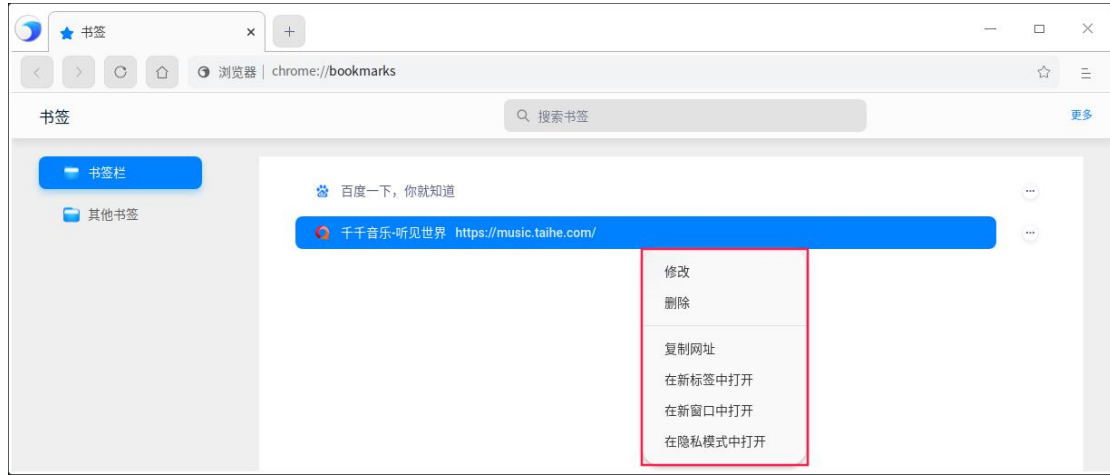 书签
浏览器 | chrome://bookmarks
书签
搜索书签
更多
书签栏
其他书签
百度一下，你就知道
千千音乐-听见世界 https://music.taihe.com/
修改
删除
复制网址
在新标签中打开
在新窗口中打开
在隐私模式中打开